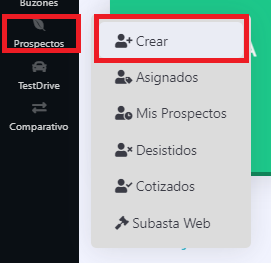 Buzones
Prospectos
TestDrive
Comparativo
Crear
Asignados
Mis Prospectos
Desistidos
Cotizados
Subasta Web
A